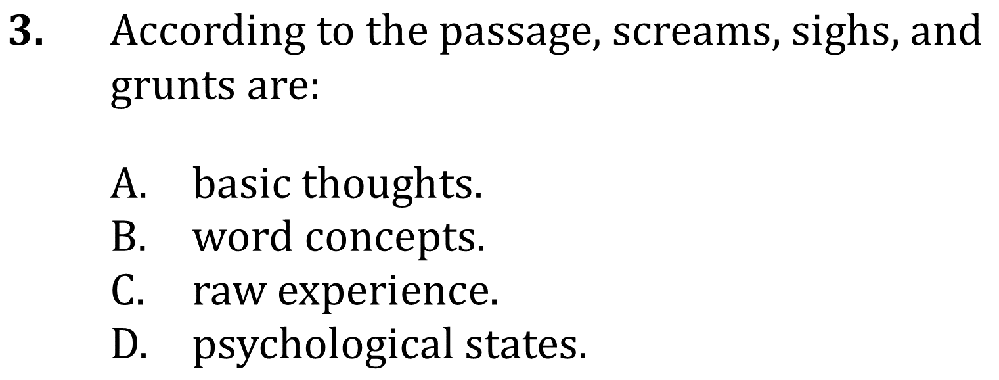 3. According to the passage, screams, sighs, and
grunts are:
A. basic thoughts.
B. word concepts.
C. raw experience.
D. psychological states.